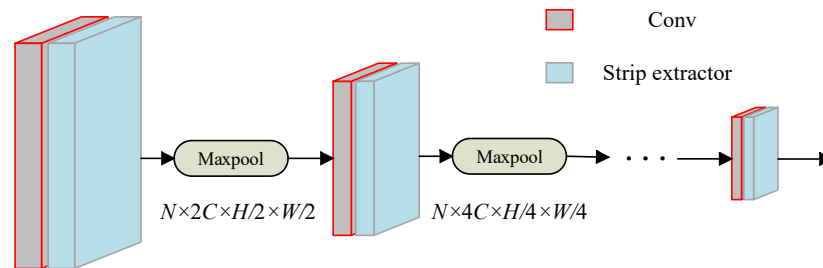 Conv
Strip extractor
Maxpool
Maxpool
. . .
N×2C×H/2×W/2
N×4C×H/4×W/4